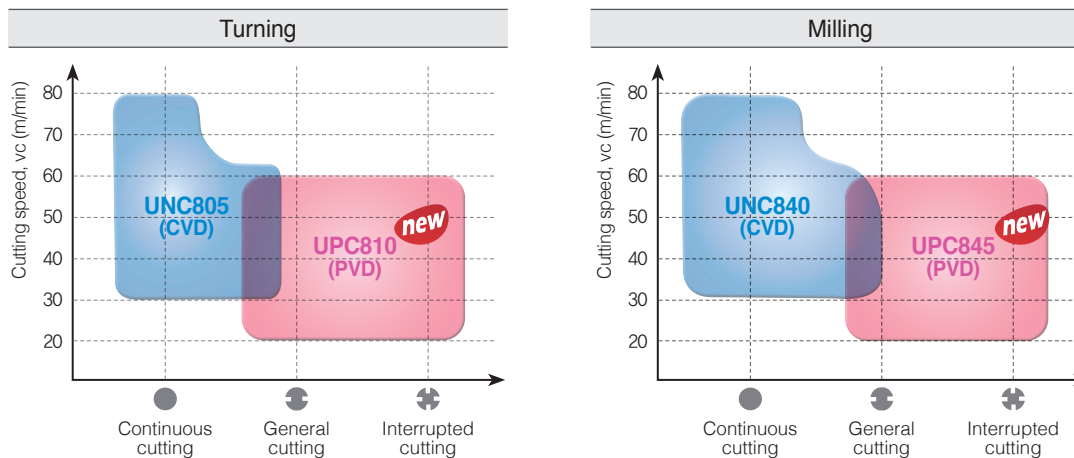 Turning
Cutting speed, vc (m/min)
80
70
60
50
40
30
20
UNC805
(CVD)
new
UPC810
(PVD)
Continuous
cutting
General
cutting
Interrupted
cutting
Milling
Cutting speed, vc (m/min)
80
70
60
50
40
30
20
UNC840
(CVD)
new
UPC845
(PVD)
Continuous
cutting
General
cutting
Interrupted
cutting